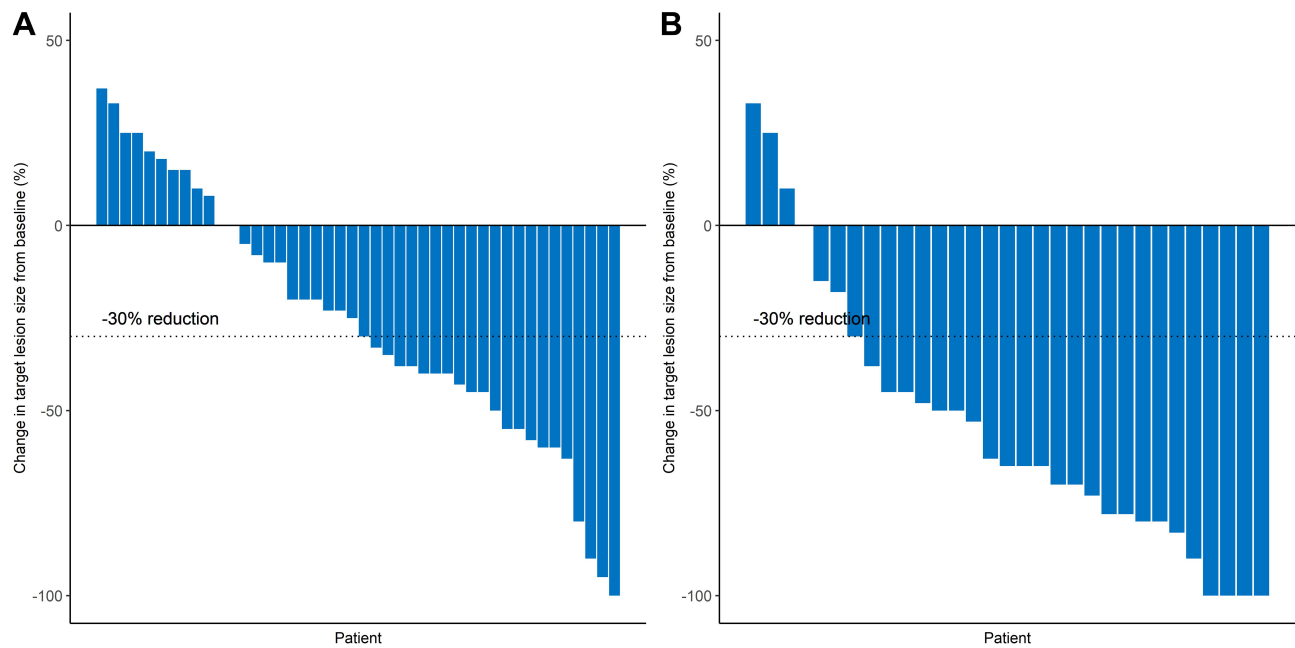 A
Change in target lesion size from baseline (%)
50
0
-50
-100
-30% reduction
Patient
B
Change in target lesion size from baseline (%)
50
0
-50
-100
-30% reduction
Patient